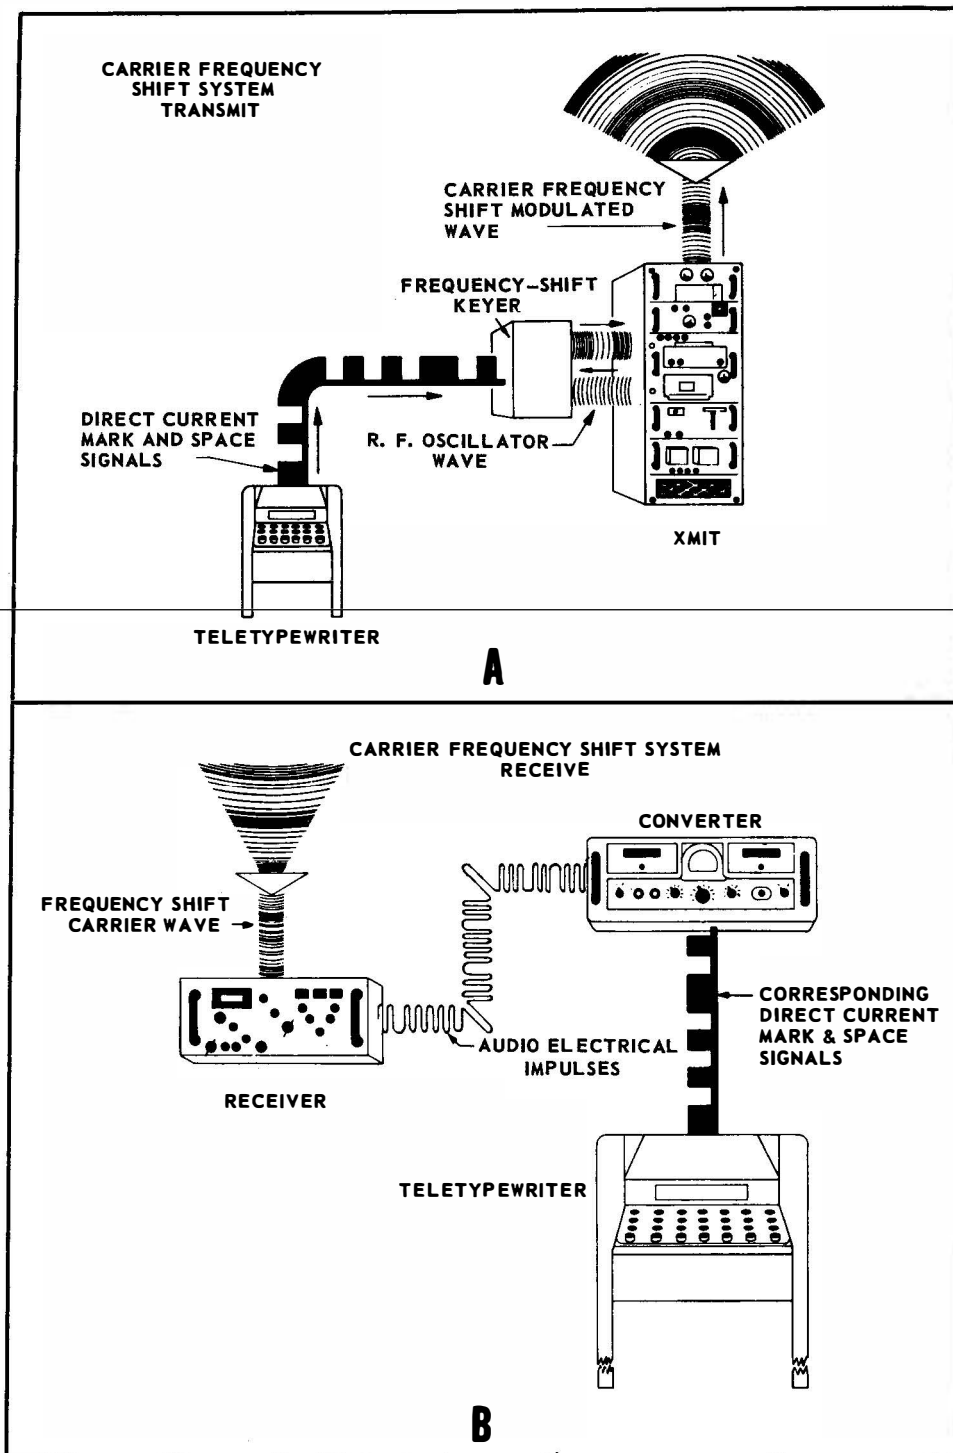 CARRIER FREQUENCY
SHIFT SYSTEM
TRANSMIT
CARRIER FREQUENCY
SHIFT MODULATED
WAVE
FREQUENCY-SHIFT
KEYER
DIRECT CURRENT
MARK AND SPACE
SIGNALS
R. F. OSCILLATOR
WAVE
XMIT
TELETYPEWRITER
A
CARRIER FREQUENCY SHIFT SYSTEM
RECEIVE
CONVERTER
FREQUENCY SHIFT
CARRIER WAVE
CORRESPONDING
DIRECT CURRENT
MARK & SPACE
SIGNALS
AUDIO ELECTRICAL
IMPULSES
RECEIVER
TELETYPEWRITER
B